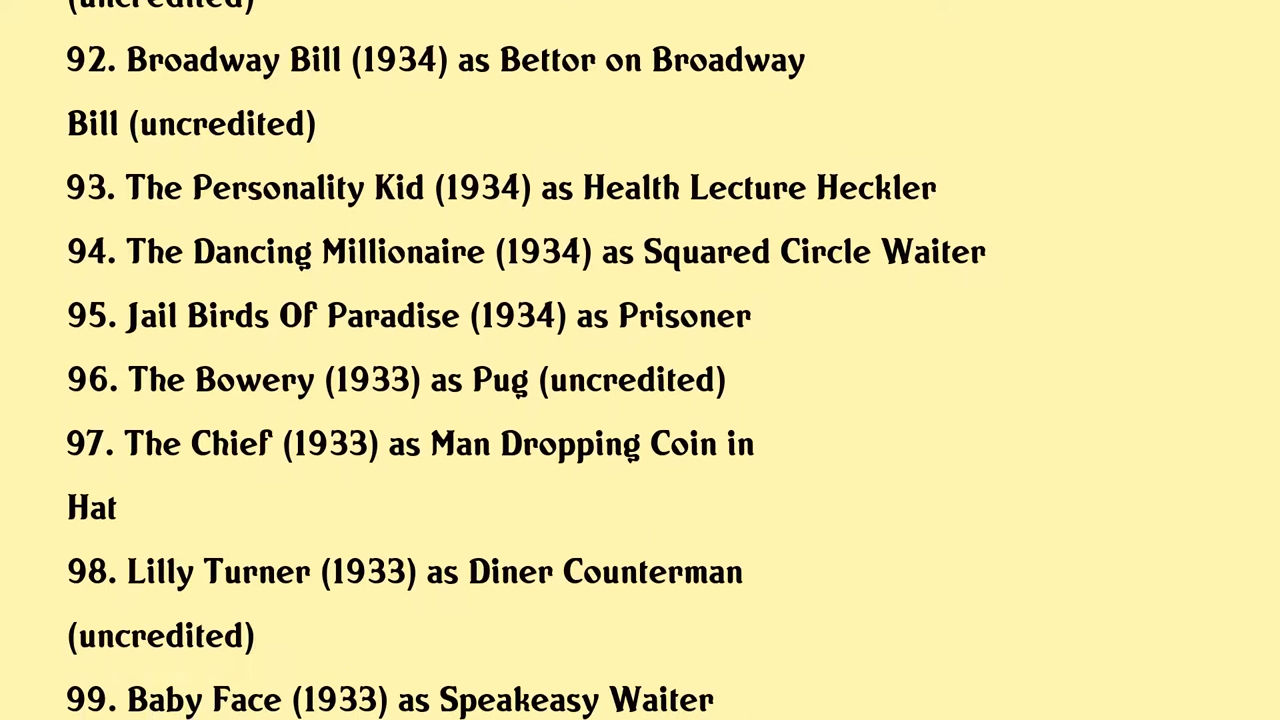 (uncredited)
92. Broadway Bill (1934) as Bettor on Broadway
Bill (uncredited)
93. The Personality Kid (1934) as Health Lecture Heckler
94. The Dancing Millionaire (1934) as Squared Circle Waiter
95. Jail Birds Of Paradise (1934) as Prisoner
96. The Bowery (1933) as Pug (uncredited)
97. The Chief (1933) as Man Dropping Coin in
Hat
98. Lilly Turner (1933) as Diner Counterman
(uncredited)
99. Baby Face (1933) as Speakeasy Waiter